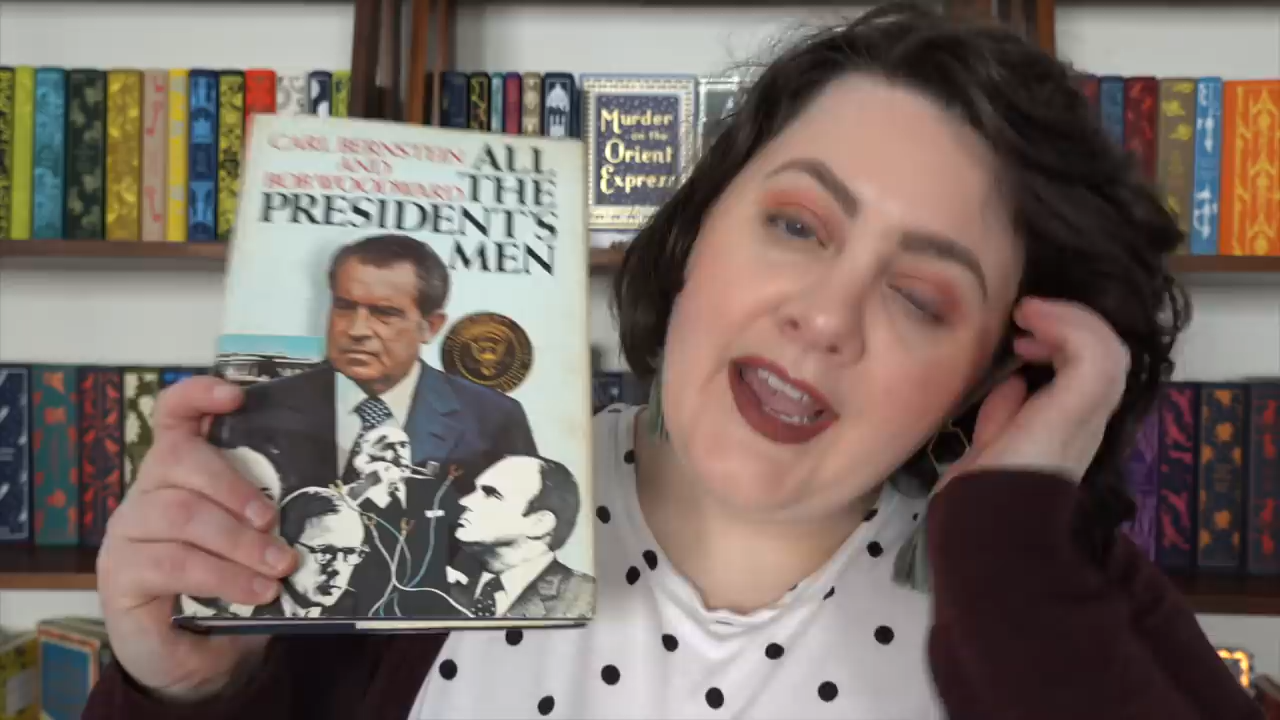 CARL BERNSTEIN
AND
BOB WOODWARD
ALL
THE
PRESIDENT'S
MEN
Murder
on the
Orient
Express